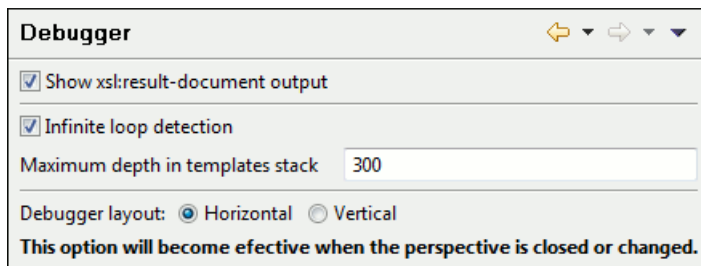 Debugger
Show xsl:result-document output
Infinite loop detection
Maximum depth in templates stack 300
Debugger layout: Horizontal Vertical
This option will become efective when the perspective is closed or changed.